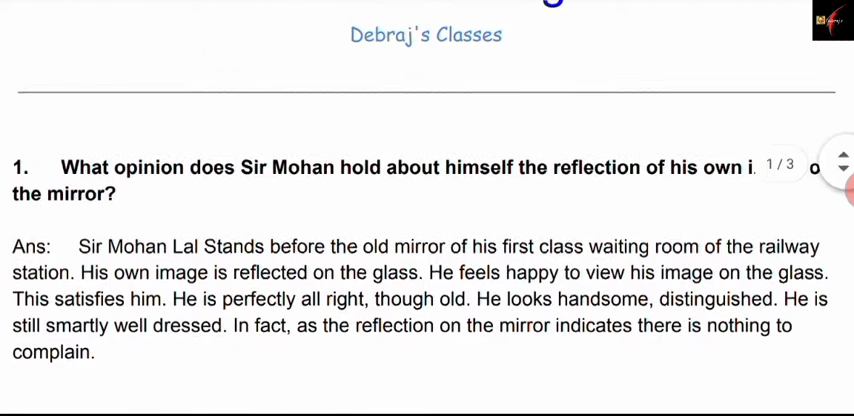 Debraj's Classes
1. What opinion does Sir Mohan hold about himself the reflection of his own i 1 / 3 o
the mirror?
Ans: Sir Mohan Lal Stands before the old mirror of his first class waiting room of the railway
station. His own image is reflected on the glass. He feels happy to view his image on the glass.
This satisfies him. He is perfectly all right, though old. He looks handsome, distinguished. He is
still smartly well dressed. In fact, as the reflection on the mirror indicates there is nothing to
complain.